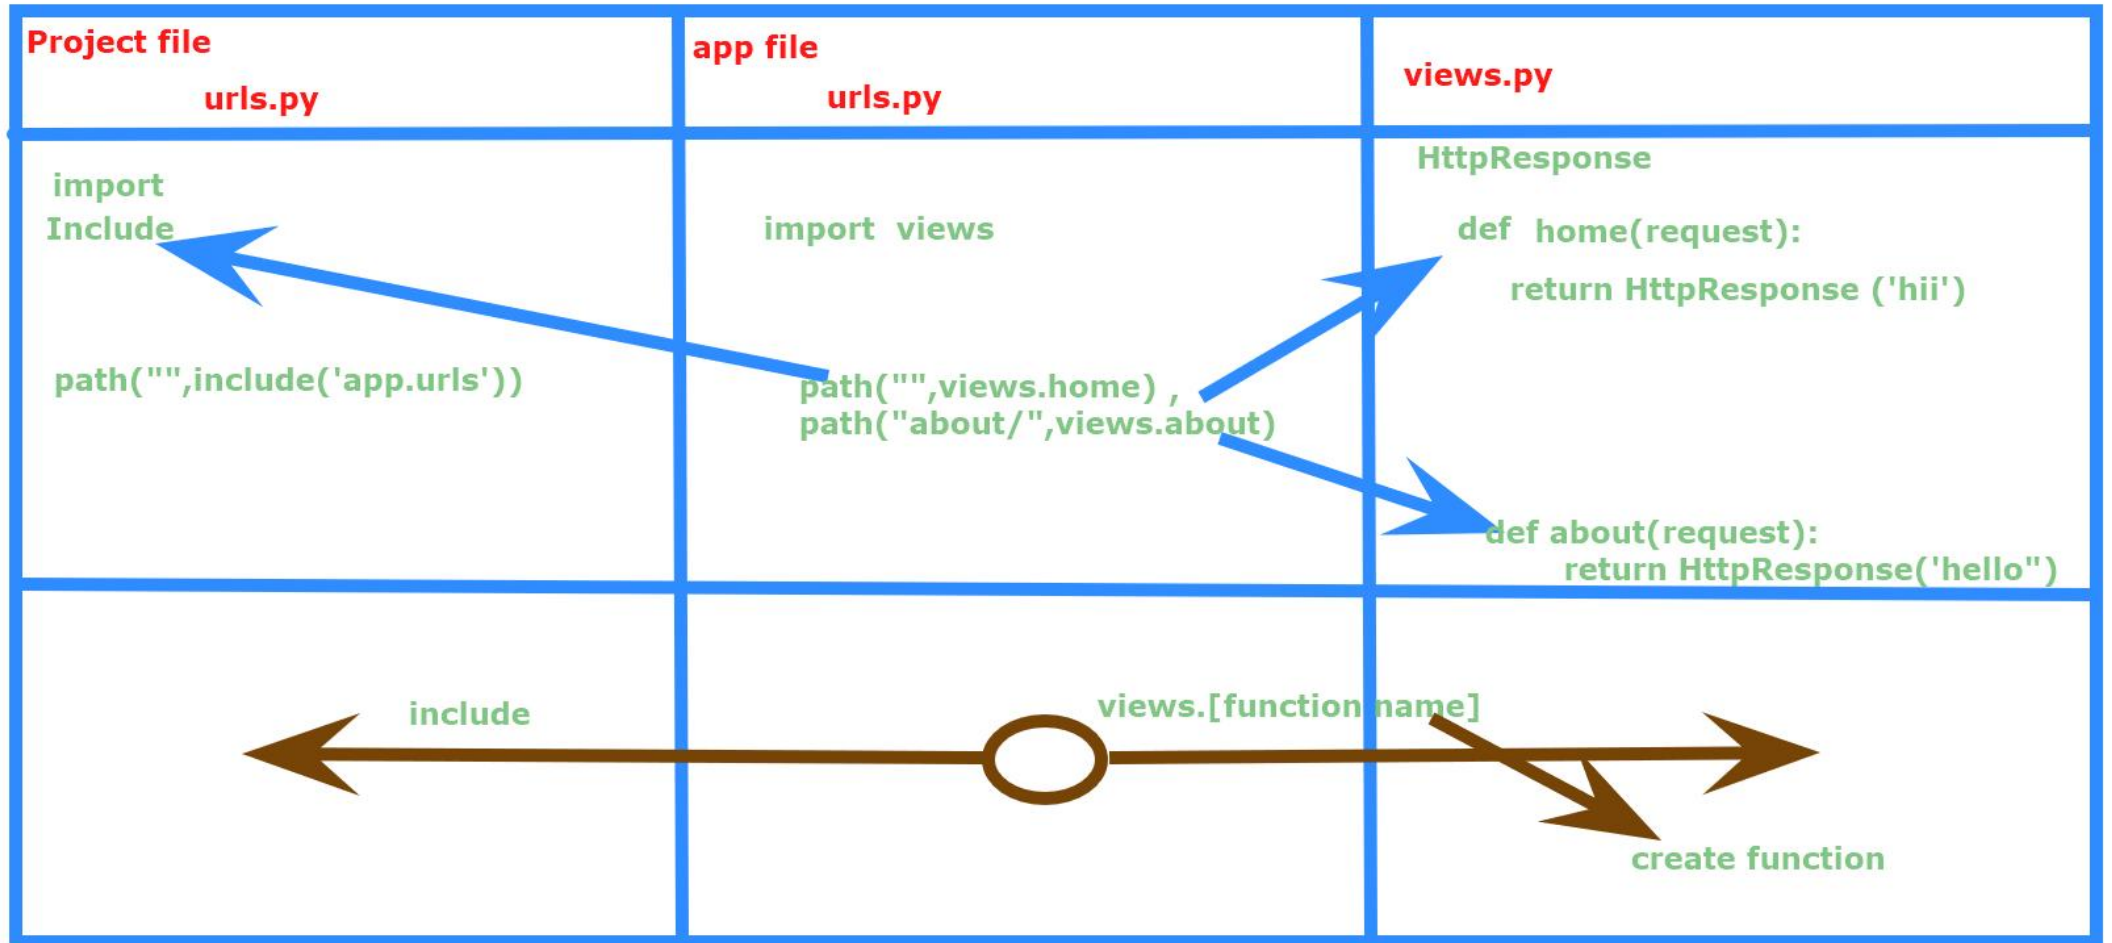 Project file
urls.py
app file
urls.py
views.py
import
Include
path("",include('app.urls'))
import  views
path("",views.home) ,
path("about/",views.about)
HttpResponse
def  home(request):
return HttpResponse ('hii')
def about(request):
return HttpResponse('hello")
include
views.[function name]
create function